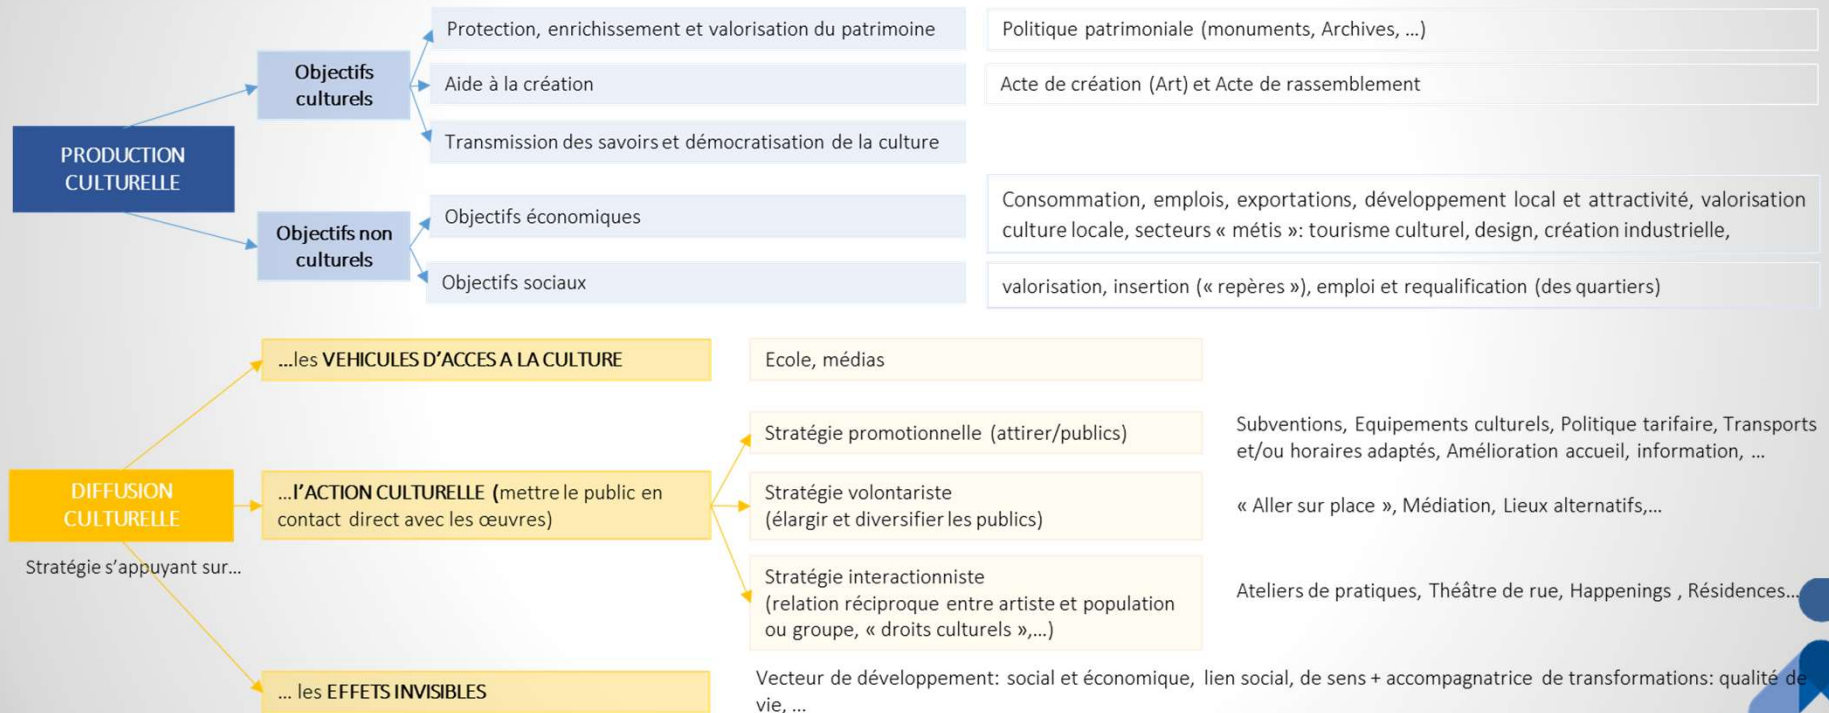 Protection, enrichissement et valorisation du patrimoine
Politique patrimoniale (monuments, Archives, ...)
Objectifs
culturels
Aide à la création
Acte de création (Art) et Acte de rassemblement
Transmission des savoirs et démocratisation de la culture
PRODUCTION
CULTURELLE
Objectifs non
culturels
Objectifs économiques
Consommation, emplois, exportations, développement local et attractivité, valorisation
culture locale, secteurs « métis »: tourisme culturel, design, création industrielle,
Objectifs sociaux
valorisation, insertion (« repères »), emploi et requalification (des quartiers)
...les VEHICULES D'ACCES A LA CULTURE
Ecole, médias
DIFFUSION
CULTURELLE
Stratégie s'appuyant sur...
...l'ACTION CULTURELLE (mettre le public en
contact direct avec les œuvres)
Stratégie promotionnelle (attirer/publics)
Subventions, Equipements culturels, Politique tarifaire, Transports
et/ou horaires adaptés, Amélioration accueil, information, ...
Stratégie volontariste
(élargir et diversifier les publics)
« Aller sur place », Médiation, Lieux alternatifs,...
Stratégie interactionniste
(relation réciproque entre artiste et population
ou groupe, « droits culturels »,...)
Ateliers de pratiques, Théâtre de rue, Happenings , Résidences...
... les EFFETS INVISIBLES
Vecteur de développement: social et économique, lien social, de sens + accompagnatrice de transformations: qualité de
vie, ...